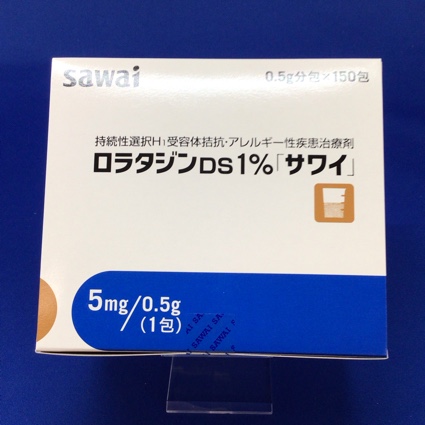 sawai
0.5g分包×150包
持続性選択H₁受容体拮抗・アレルギー性疾患治療剤
ロラタジンDS1%「サワイ」
5mg/0.5g
(1包)
SAWAI